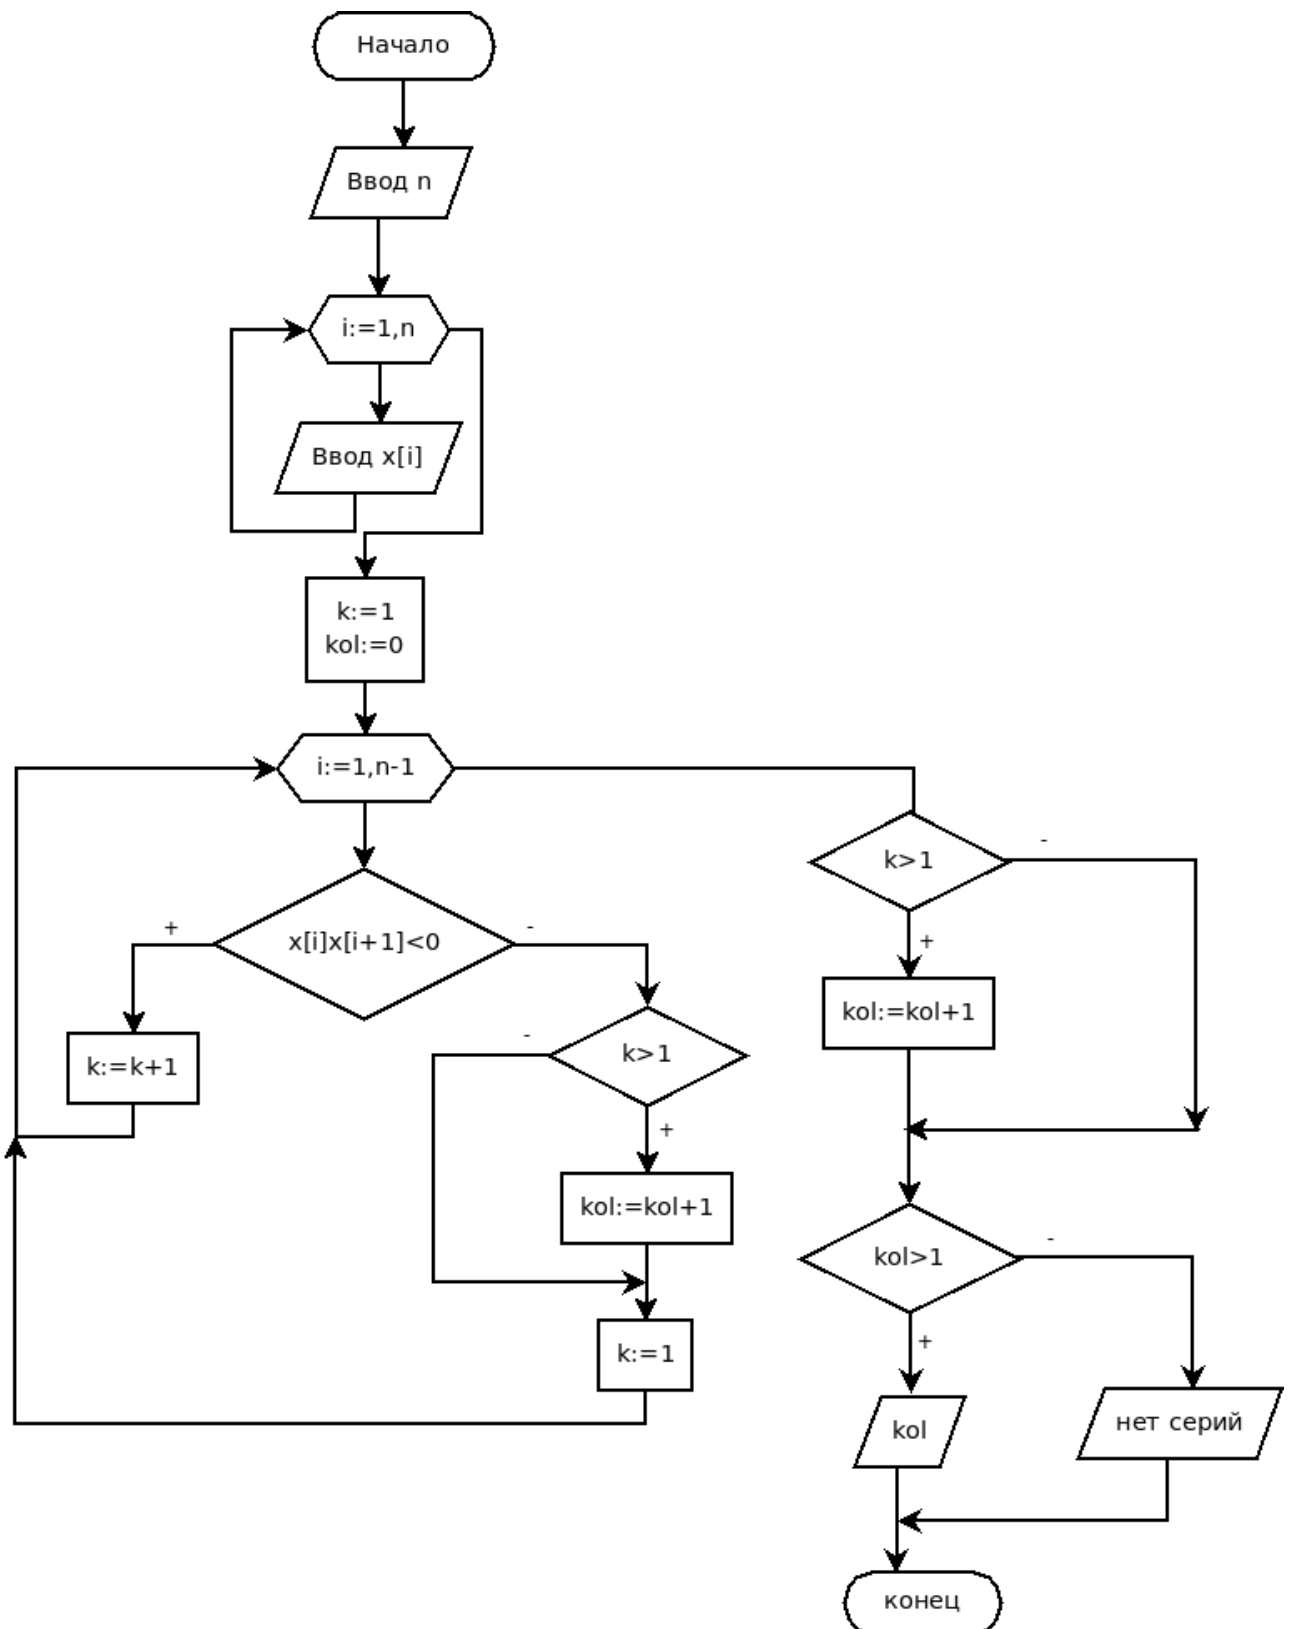 Начало
Ввод n
i:=1,n
Ввод x[i]
k:=1
kol:=0
i:=1,n-1
x[i]x[i+1]<0
+
-
k:=k+1
k>1
-
+
kol:=kol+1
k:=1
k>1
-
+
kol:=kol+1
kol>1
-
+
kol
нет серий
конец